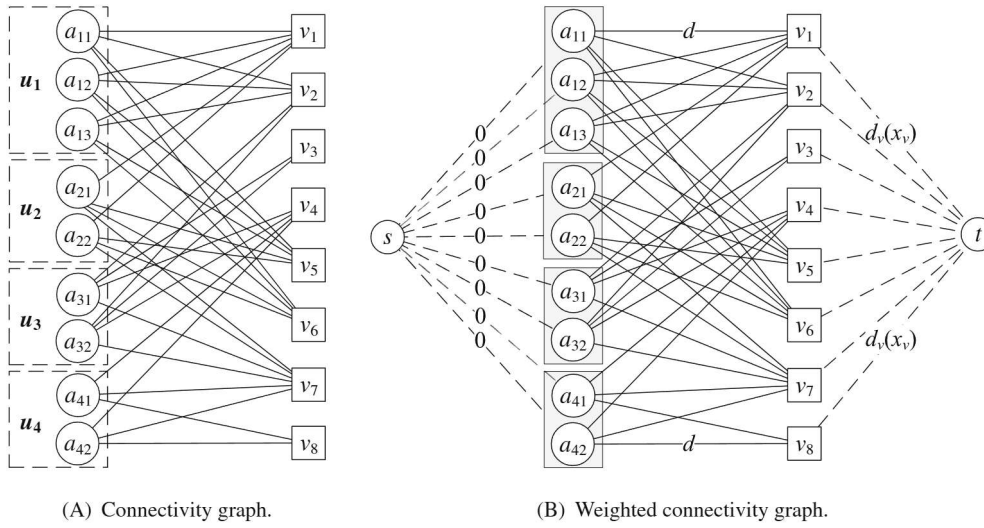 a11
v1
u1
a12
v2
a13
v3
a21
v4
u2
a22
v5
a31
v6
u3
a32
v7
a41
u4
a42
v8
(A) Connectivity graph.
a11
d
v1
a12
v2
0
a13
dv(xv)
0
v3
0
a21
v4
0
s
0
a22
t
v5
0
a31
0
v6
0
a32
dv(xv)
0
a41
v7
a42
d
v8
(B) Weighted connectivity graph.